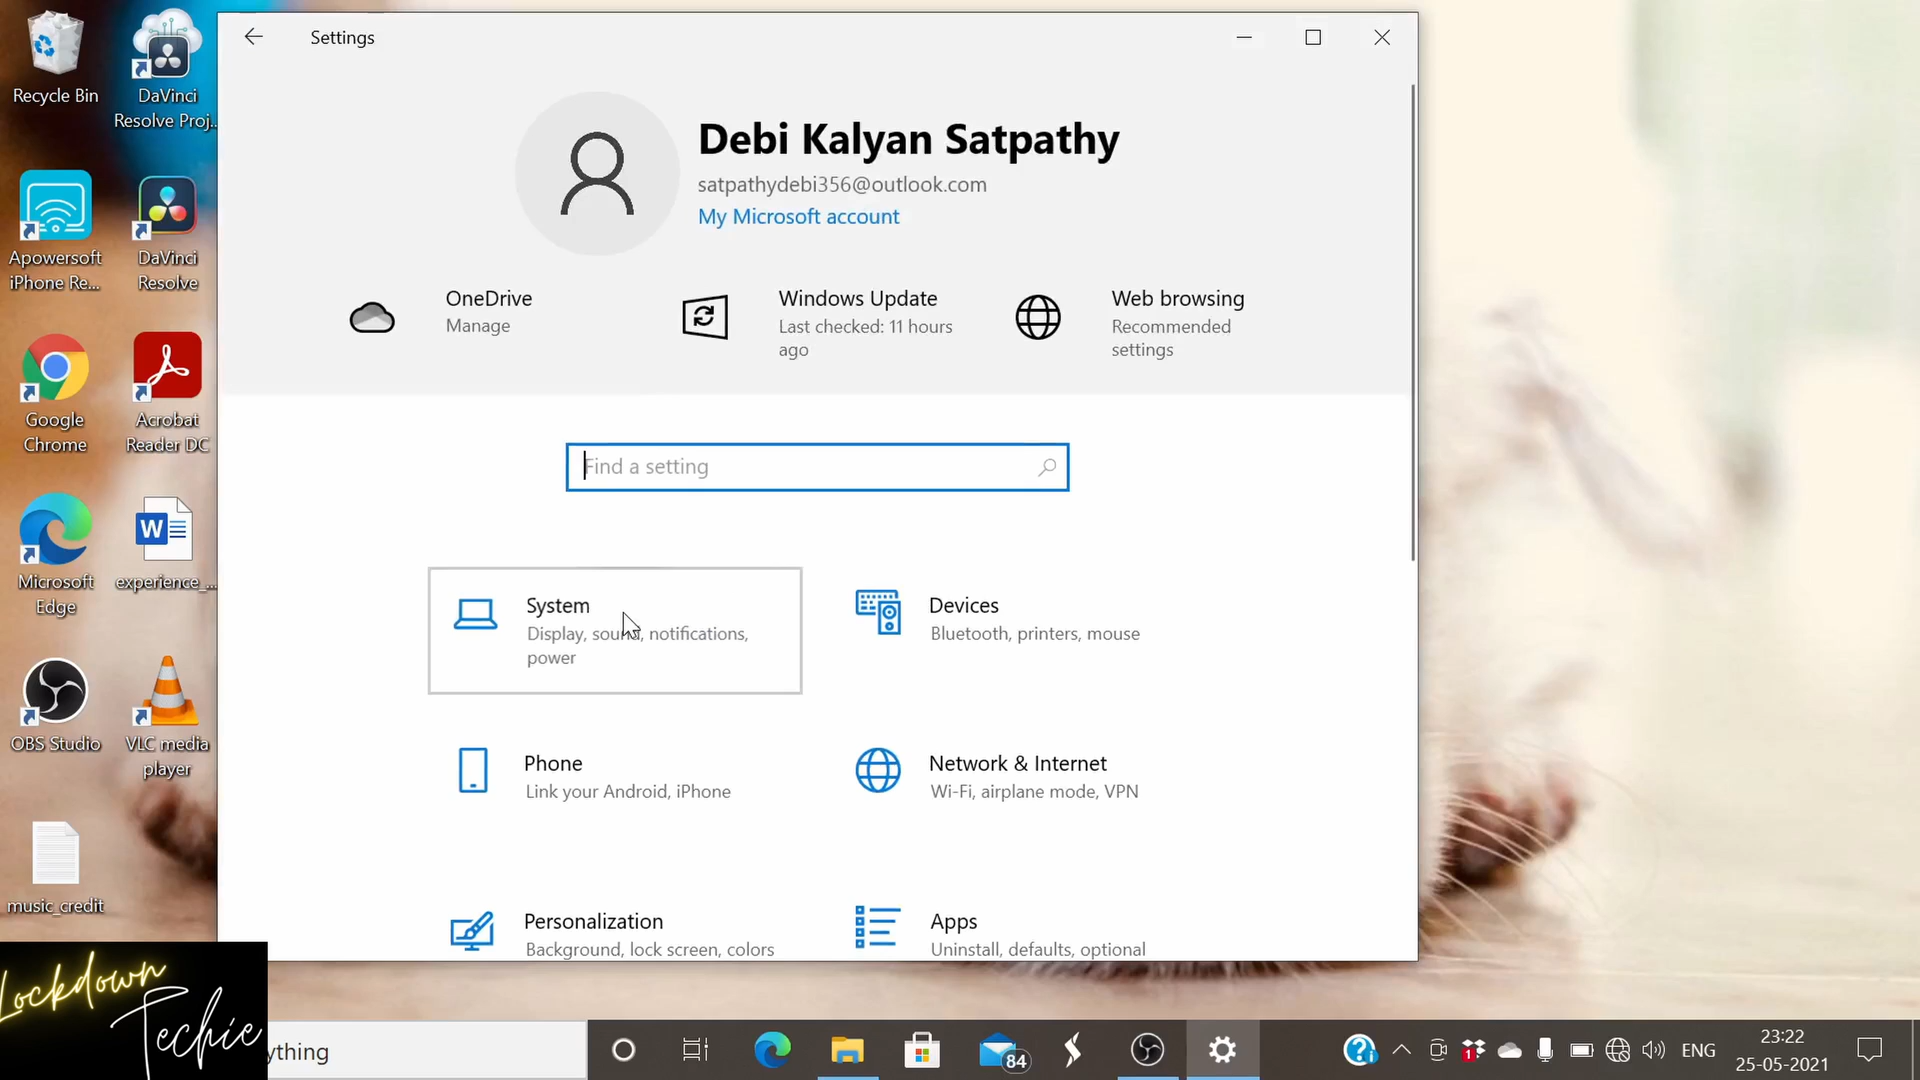 Settings
Debi Kalyan Satpathy
satpathydebi356@outlook.com
My Microsoft account
OneDrive
Manage
Windows Update
Last checked: 11 hours
ago
Web browsing
Recommended
settings
Find a setting
System
Display, sound, notifications,
power
Devices
Bluetooth, printers, mouse
Phone
Link your Android, iPhone
Network & Internet
Wi-Fi, airplane mode, VPN
Personalization
Background, lock screen, colors
Apps
Uninstall, defaults, optional
Recycle Bin
DaVinci
Resolve Proj...
Apowersoft
iPhone Re...
DaVinci
Resolve
Google
Chrome
Acrobat
Reader DC
Microsoft
Edge
experience_...
OBS Studio
VLC media
player
music_credit
Lockdown
Techie
ything
84
1
ENG
23:22
25-05-2021